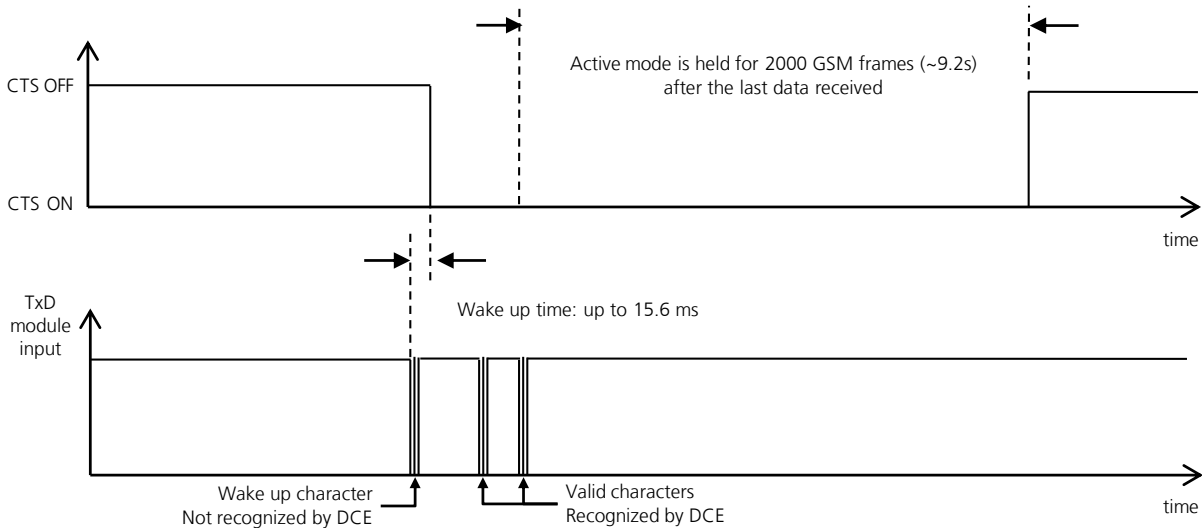 CTS OFF
Active mode is held for 2000 GSM frames (~9.2s)
after the last data received
CTS ON
time
TxD
module
input
Wake up time: up to 15.6 ms
Wake up character
Not recognized by DCE
Valid characters
Recognized by DCE
time